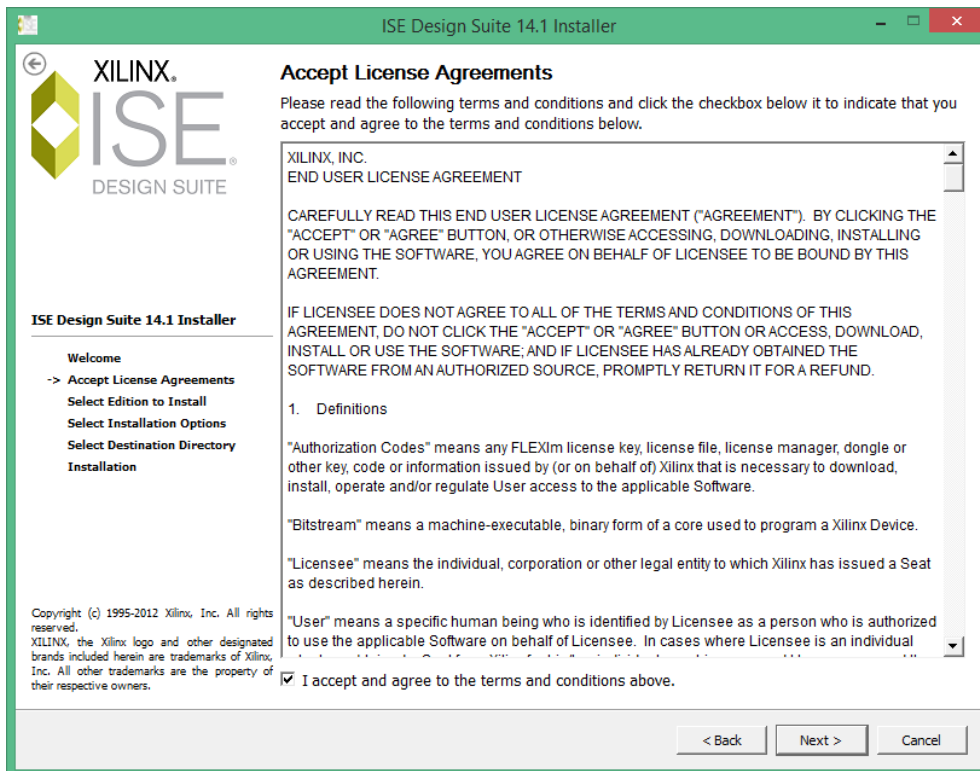 ISE Design Suite 14.1 Installer
XILINX®
ISE®
DESIGN SUITE
ISE Design Suite 14.1 Installer
Welcome
-> Accept License Agreements
Select Edition to Install
Select Installation Options
Select Destination Directory
Installation
Copyright (c) 1995-2012 Xilinx, Inc. All rights
reserved.
XILINX, the Xilinx logo and other designated
brands included herein are trademarks of Xilinx,
Inc. All other trademarks are the property of
their respective owners.
Accept License Agreements
Please read the following terms and conditions and click the checkbox below it to indicate that you
accept and agree to the terms and conditions below.
XILINX, INC.
END USER LICENSE AGREEMENT
CAREFULLY READ THIS END USER LICENSE AGREEMENT ("AGREEMENT"). BY CLICKING THE
"ACCEPT" OR "AGREE" BUTTON, OR OTHERWISE ACCESSING, DOWNLOADING, INSTALLING
OR USING THE SOFTWARE, YOU AGREE ON BEHALF OF LICENSEE TO BE BOUND BY THIS
AGREEMENT.
IF LICENSEE DOES NOT AGREE TO ALL OF THE TERMS AND CONDITIONS OF THIS
AGREEMENT, DO NOT CLICK THE "ACCEPT" OR "AGREE" BUTTON OR ACCESS, DOWNLOAD,
INSTALL OR USE THE SOFTWARE; AND IF LICENSEE HAS ALREADY OBTAINED THE
SOFTWARE FROM AN AUTHORIZED SOURCE, PROMPTLY RETURN IT FOR A REFUND.
1. Definitions
"Authorization Codes" means any FLEXlm license key, license file, license manager, dongle or
other key, code or information issued by (or on behalf of) Xilinx that is necessary to download,
install, operate and/or regulate User access to the applicable Software.
"Bitstream" means a machine-executable, binary form of a core used to program a Xilinx Device.
"Licensee" means the individual, corporation or other legal entity to which Xilinx has issued a Seat
as described herein.
"User" means a specific human being who is identified by Licensee as a person who is authorized
to use the applicable Software on behalf of Licensee. In cases where Licensee is an individual
I accept and agree to the terms and conditions above.
< Back
Next >
Cancel